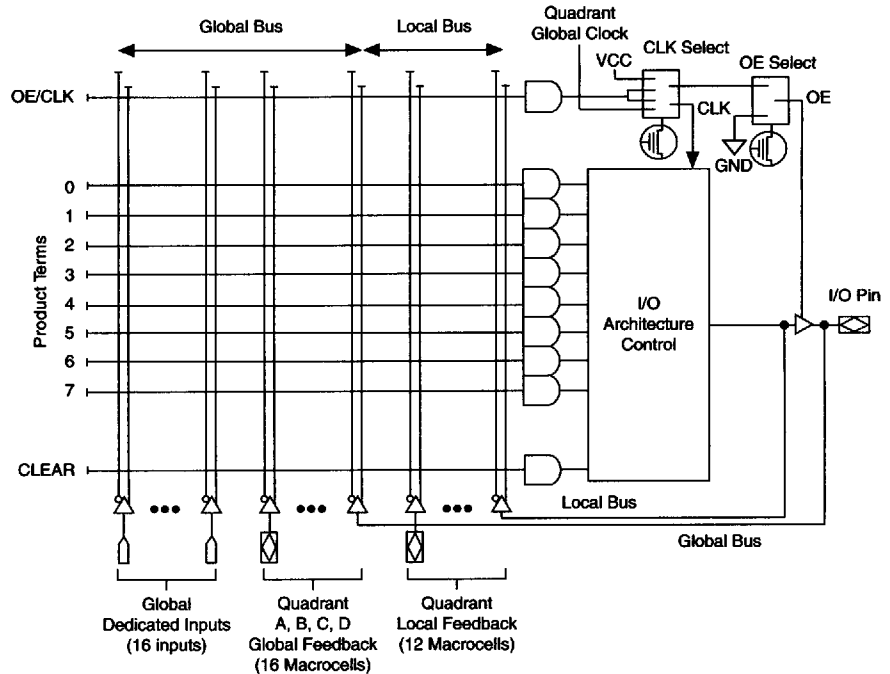 Global Bus
Local Bus
Quadrant
Global Clock
CLK Select
VCC
OE Select
OE/CLK
CLK
OE
GND
Product Terms
0
1
2
3
4
5
6
7
I/O
Architecture
Control
I/O Pin
CLEAR
Local Bus
Global Bus
Global
Dedicated Inputs
(16 inputs)
Quadrant
A, B, C, D
Global Feedback
(16 Macrocells)
Quadrant
Local Feedback
(12 Macrocells)